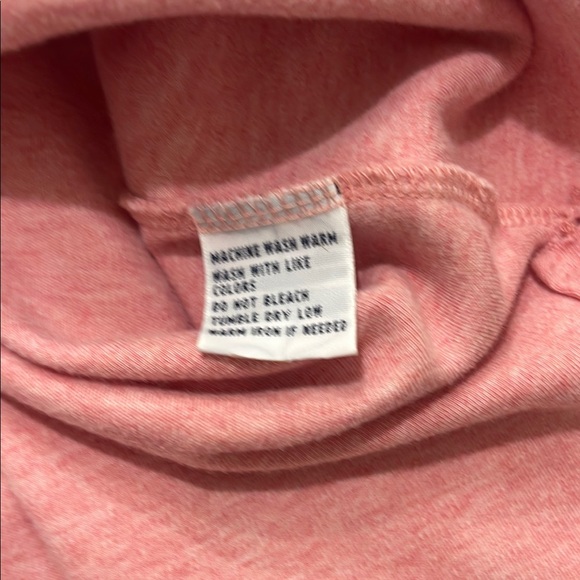 MACHINE WASH WARM
WASH WITH LIKE
COLORS
DO NOT BLEACH
TUMBLE DRY LOW
WARM IRON IF NEEDED